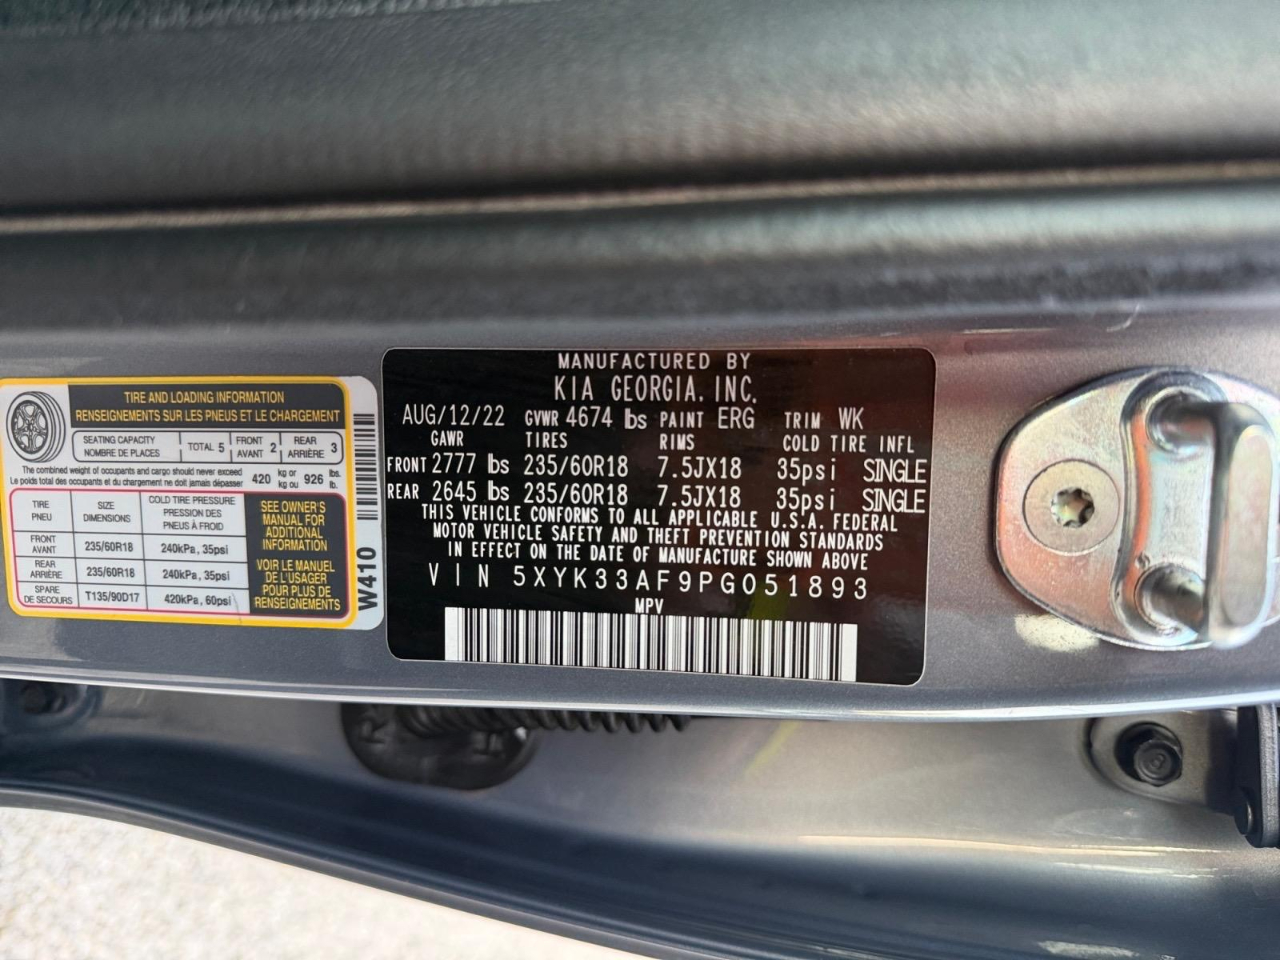 TIRE AND LOADING INFORMATION
RENSEIGNEMENTS SUR LES PNEUS ET LE CHARGEMENT
SEATING CAPACITY
NOMBRE DE PLACES
TOTAL 5
FRONT
AVANT 2
REAR
ARRIÈRE 3
The combined weight of occupants and cargo should never exceed
Le poids total des occupants et du chargement ne doit jamais dépasser
420 kg or
kg ou 926 lbs.
lb.
TIRE
PNEU
SIZE
DIMENSIONS
COLD TIRE PRESSURE
PRESSION DES
PNEUS À FROID
FRONT
AVANT
235/60R18
240kPa, 35psi
REAR
ARRIÈRE
235/60R18
240kPa, 35psi
SPARE
DE SECOURS
T135/90D17
420kPa, 60psi
SEE OWNER'S
MANUAL FOR
ADDITIONAL
INFORMATION
VOIR LE MANUEL
DE L'USAGER
POUR PLUS DE
RENSEIGNEMENTS
W410
MANUFACTURED BY
KIA GEORGIA, INC.
AUG/12/22 GVWR 4674 lbs PAINT ERG TRIM WK
GAWR TIRES RIMS COLD TIRE INFL
FRONT 2777 lbs 235/60R18 7.5JX18 35psi SINGLE
REAR 2645 lbs 235/60R18 7.5JX18 35psi SINGLE
THIS VEHICLE CONFORMS TO ALL APPLICABLE U.S.A. FEDERAL
MOTOR VEHICLE SAFETY AND THEFT PREVENTION STANDARDS
IN EFFECT ON THE DATE OF MANUFACTURE SHOWN ABOVE
VIN 5XYK33AF9PG051893
MPV